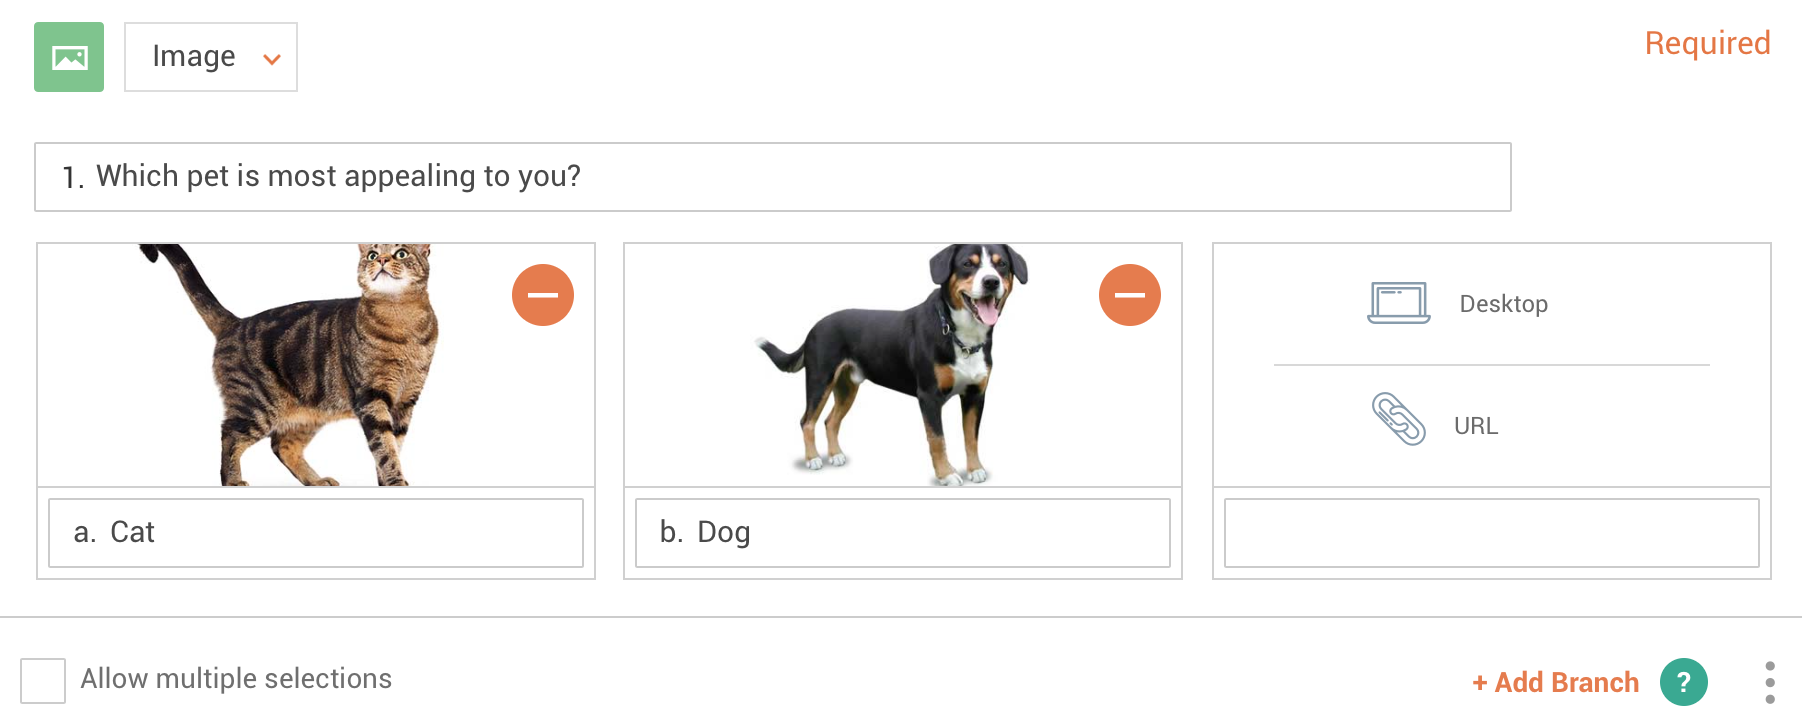 Image
Required
1. Which pet is most appealing to you?
Desktop
URL
a. Cat
b. Dog
Allow multiple selections
+ Add Branch
?